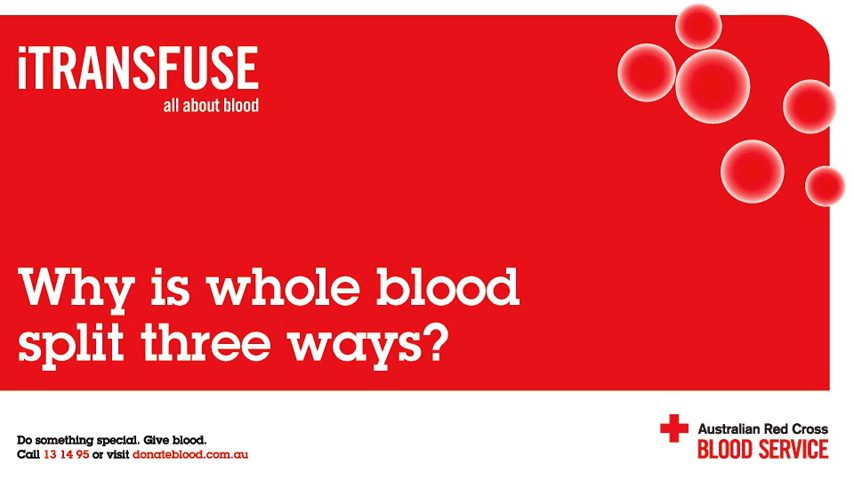 iTRANSFUSE
all about blood
Why is whole blood
split three ways?
Do something special. Give blood.
Call 13 14 95 or visit donateblood.com.au
Australian Red Cross
BLOOD SERVICE